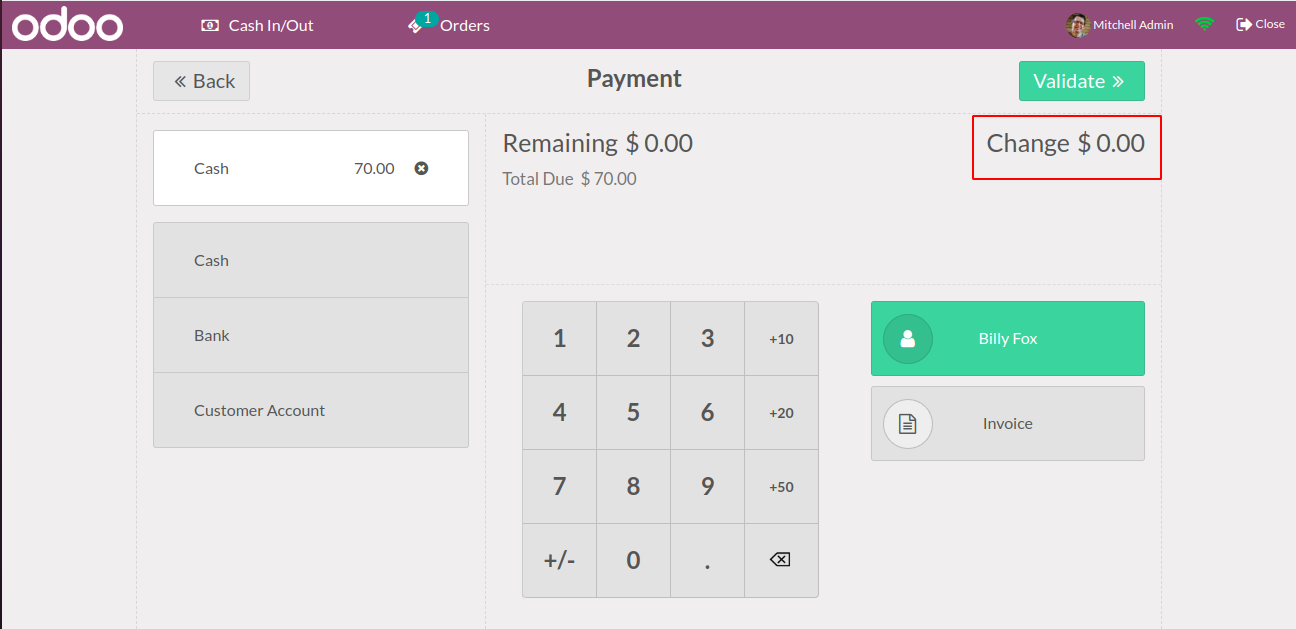 odoo
Cash In/Out
1
Orders
Mitchell Admin
Close
Back
Payment
Validate
Cash 70.00
Remaining $ 0.00
Total Due $ 70.00
Change $ 0.00
Cash
Bank
Customer Account
1 2 3 +10
4 5 6 +20
7 8 9 +50
+/- 0 .
Billy Fox
Invoice